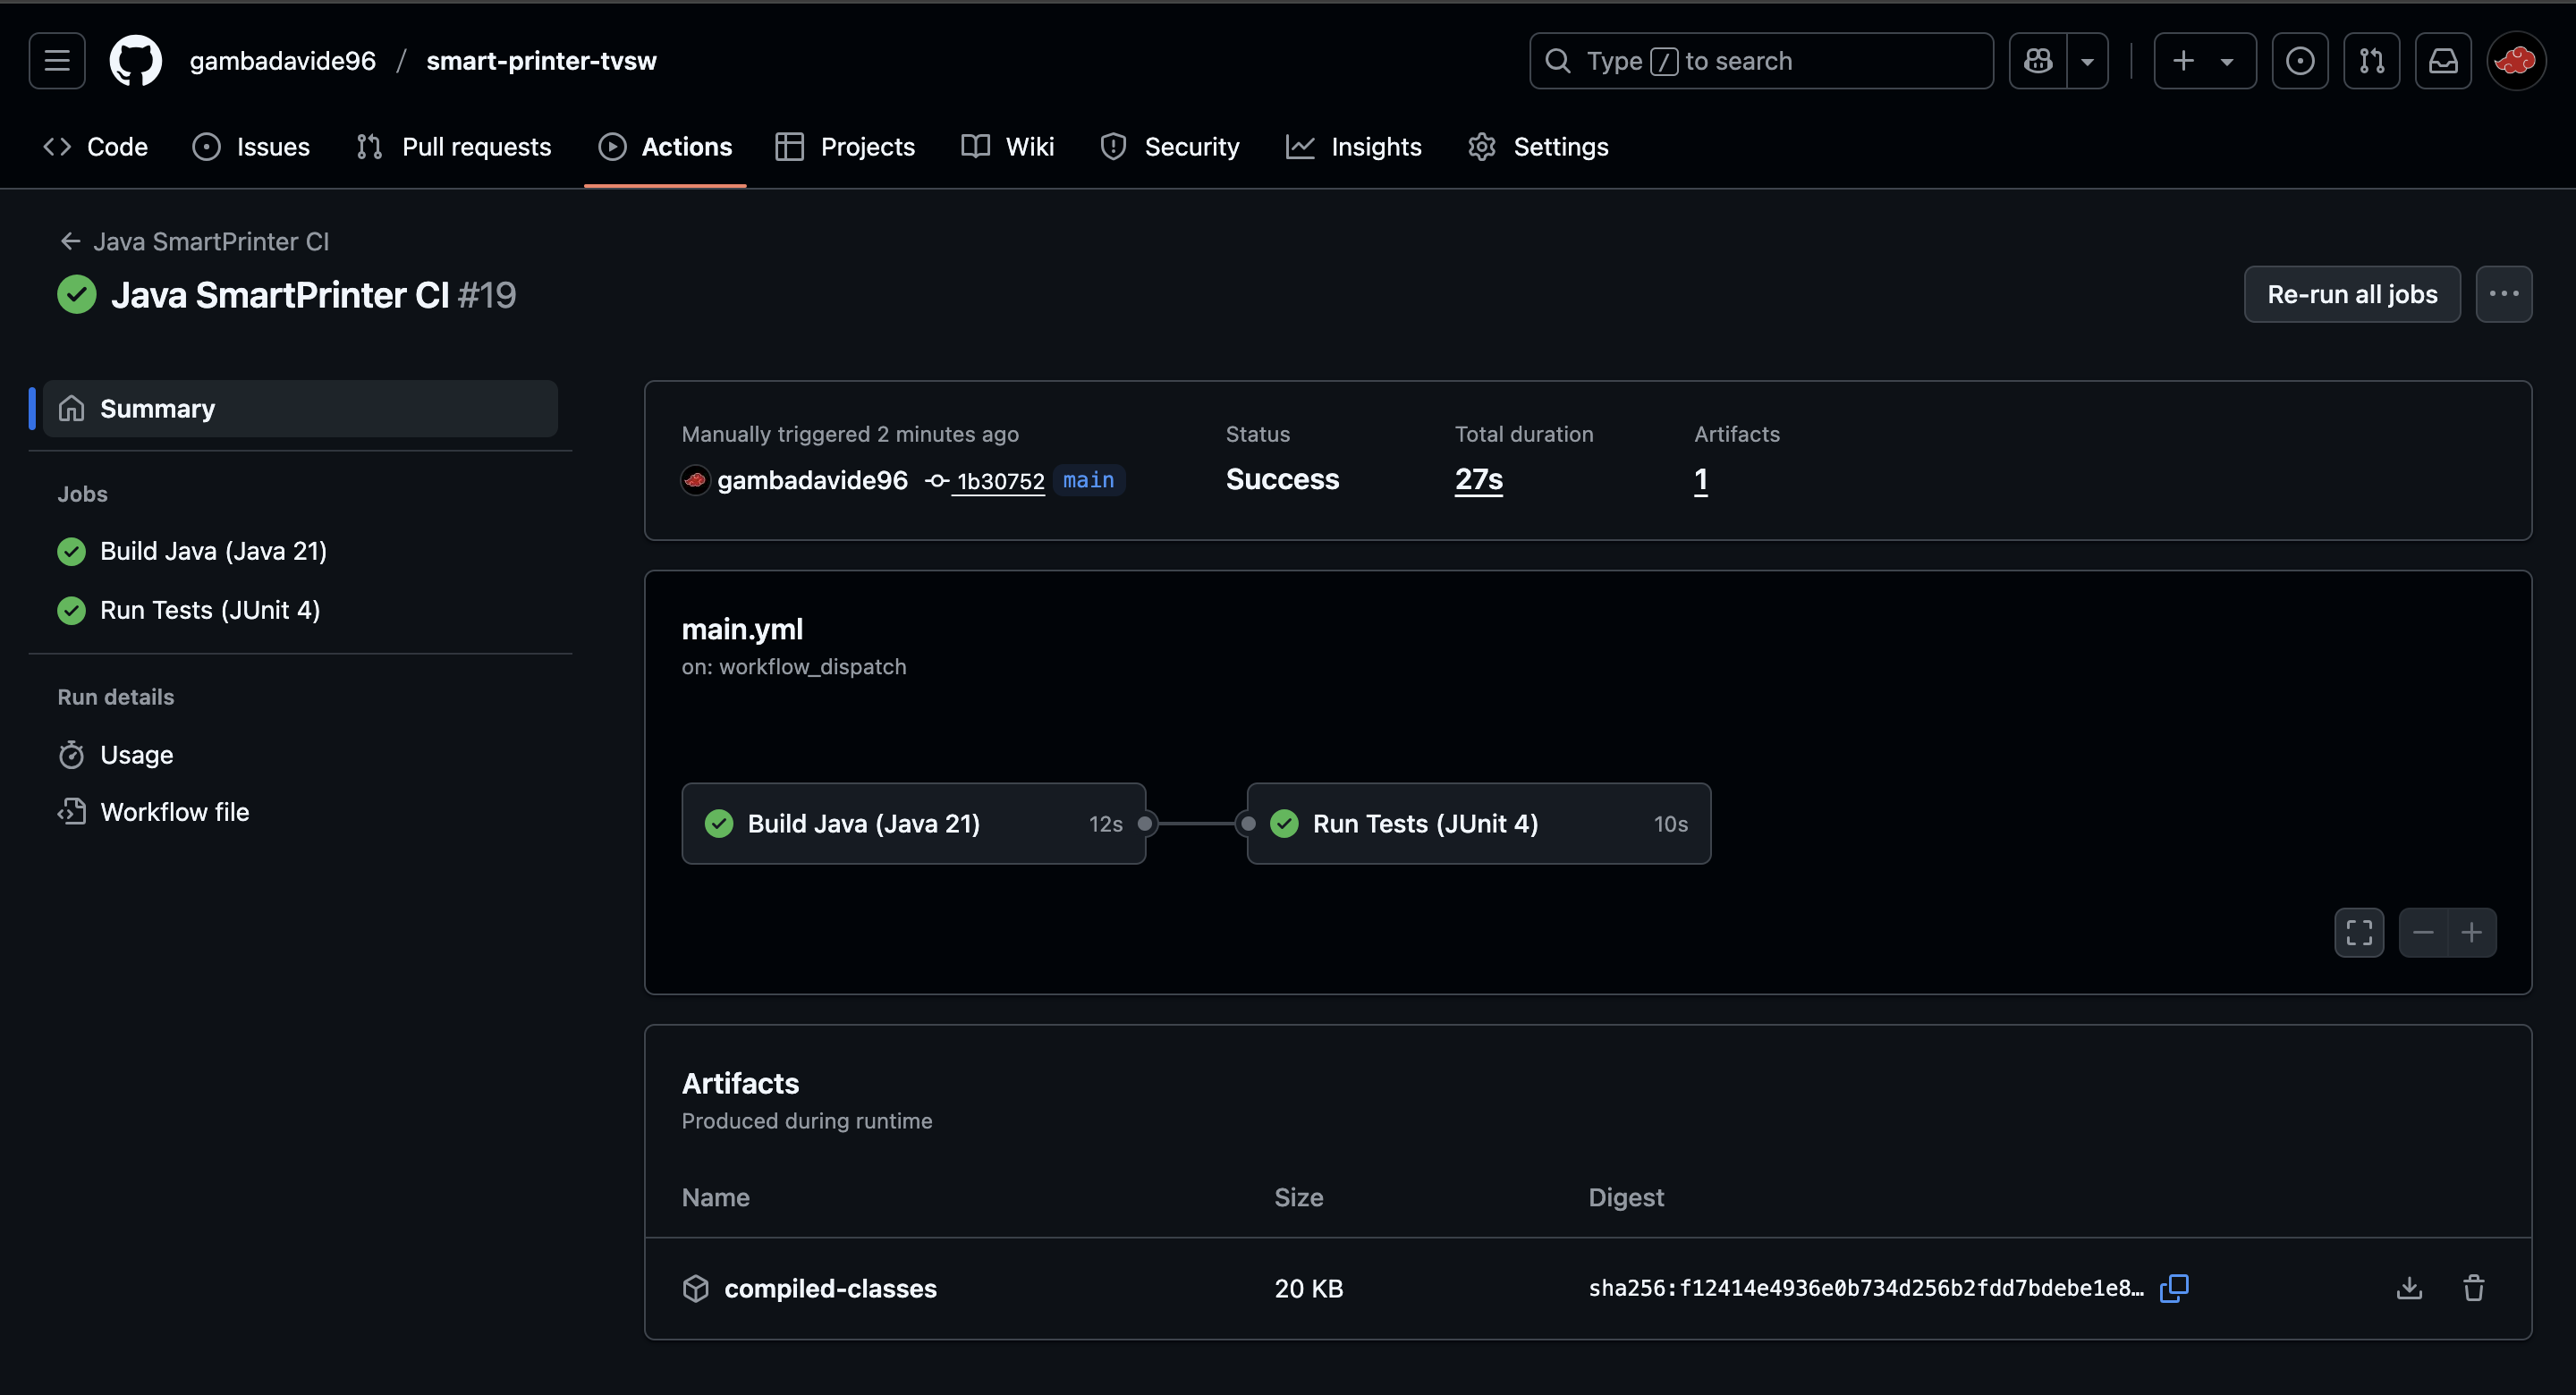 gambadavide96 / smart-printer-tvsw
Type / to search
Code Issues Pull requests Actions Projects Wiki Security Insights Settings
Java SmartPrinter CI
Java SmartPrinter CI #19
Re-run all jobs
Summary
Jobs
Build Java (Java 21)
Run Tests (JUnit 4)
Run details
Usage
Workflow file
Manually triggered 2 minutes ago
gambadavide96 1b30752 main
Status
Success
Total duration
27s
Artifacts
1
main.yml
on: workflow_dispatch
Build Java (Java 21) 12s
Run Tests (JUnit 4) 10s
Artifacts
Produced during runtime
Name Size Digest
compiled-classes 20 KB sha256:f12414e4936e0b734d256b2fdd7bdebe1e8…